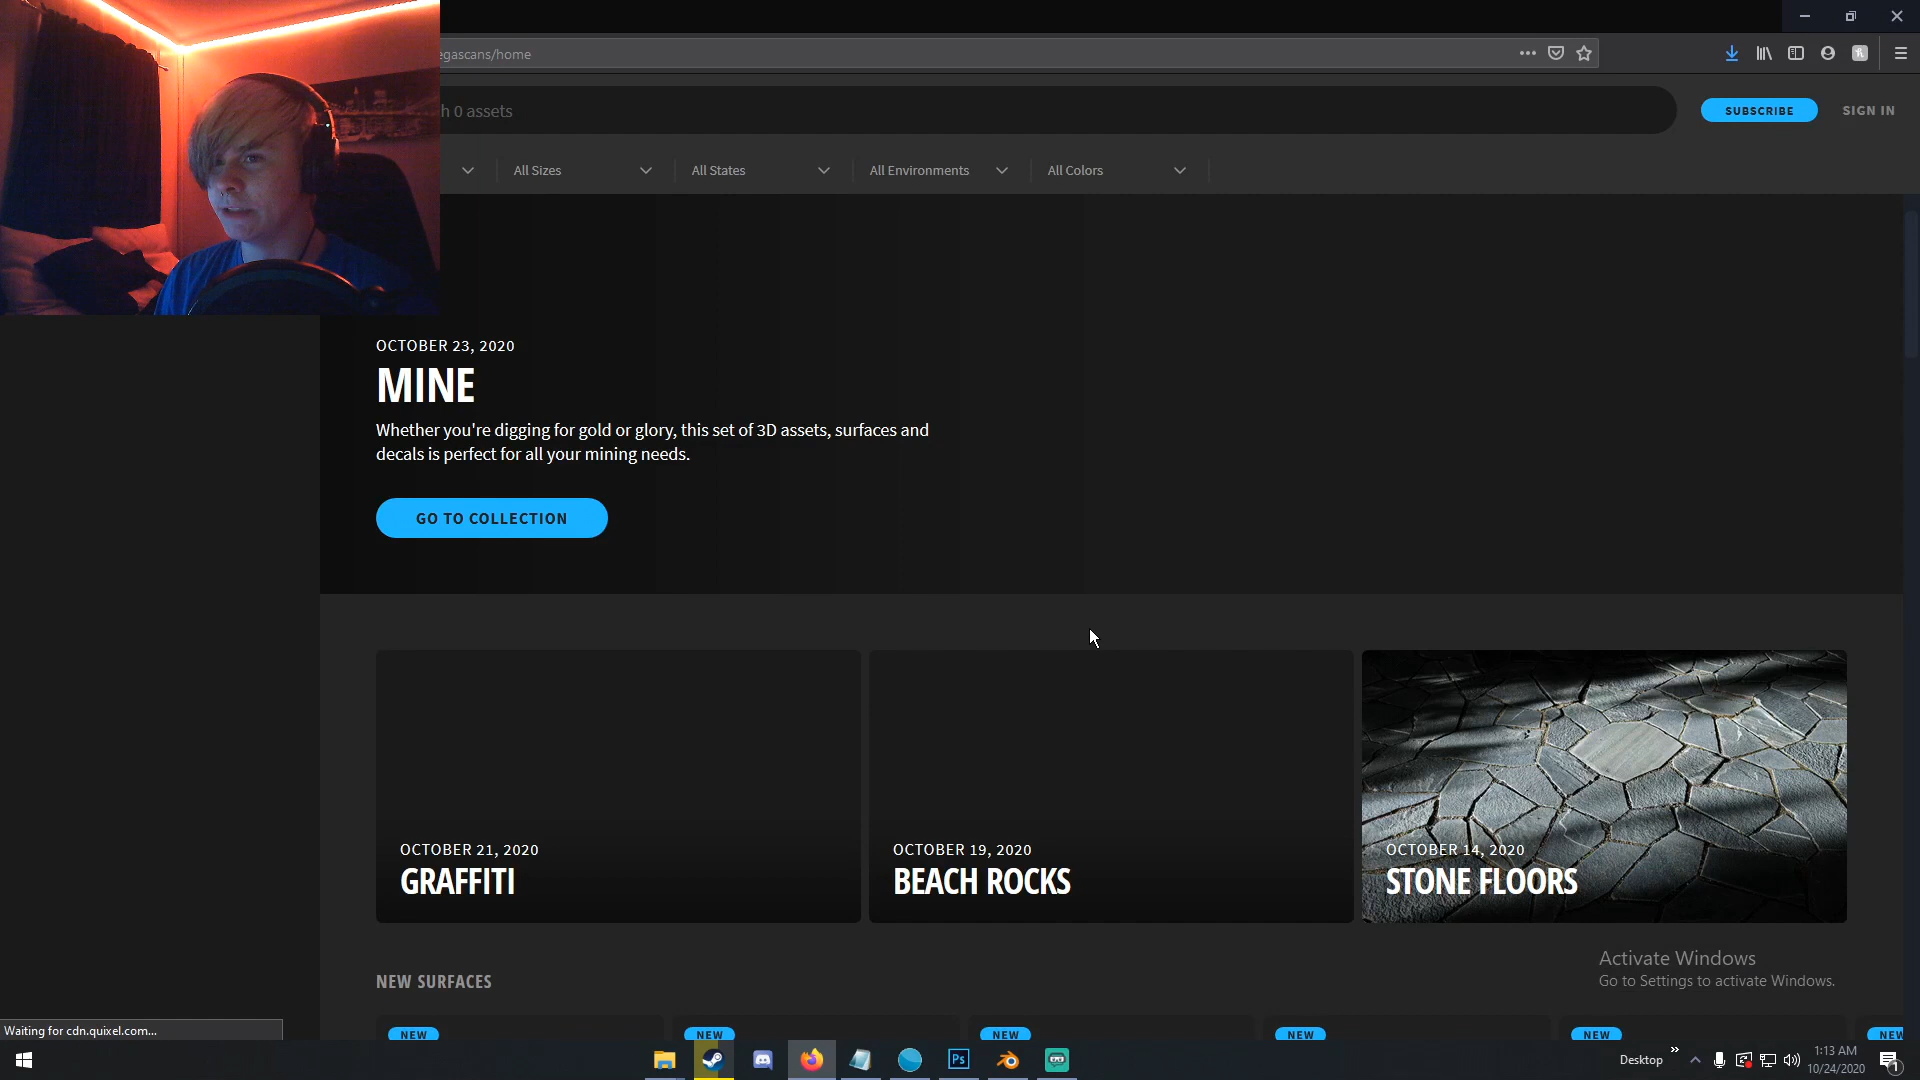 egascans/home
h 0 assets
SUBSCRIBE
SIGN IN
All Sizes
All States
All Environments
All Colors
OCTOBER 23, 2020
MINE
Whether you're digging for gold or glory, this set of 3D assets, surfaces and
decals is perfect for all your mining needs.
GO TO COLLECTION
OCTOBER 21, 2020
GRAFFITI
OCTOBER 19, 2020
BEACH ROCKS
OCTOBER 14, 2020
STONE FLOORS
Activate Windows
Go to Settings to activate Windows.
NEW SURFACES
NEW
NEW
NEW
NEW
NEW
NEW
Waiting for cdn.quixel.com...
Ps
Desktop
1:13 AM
10/24/2020
1